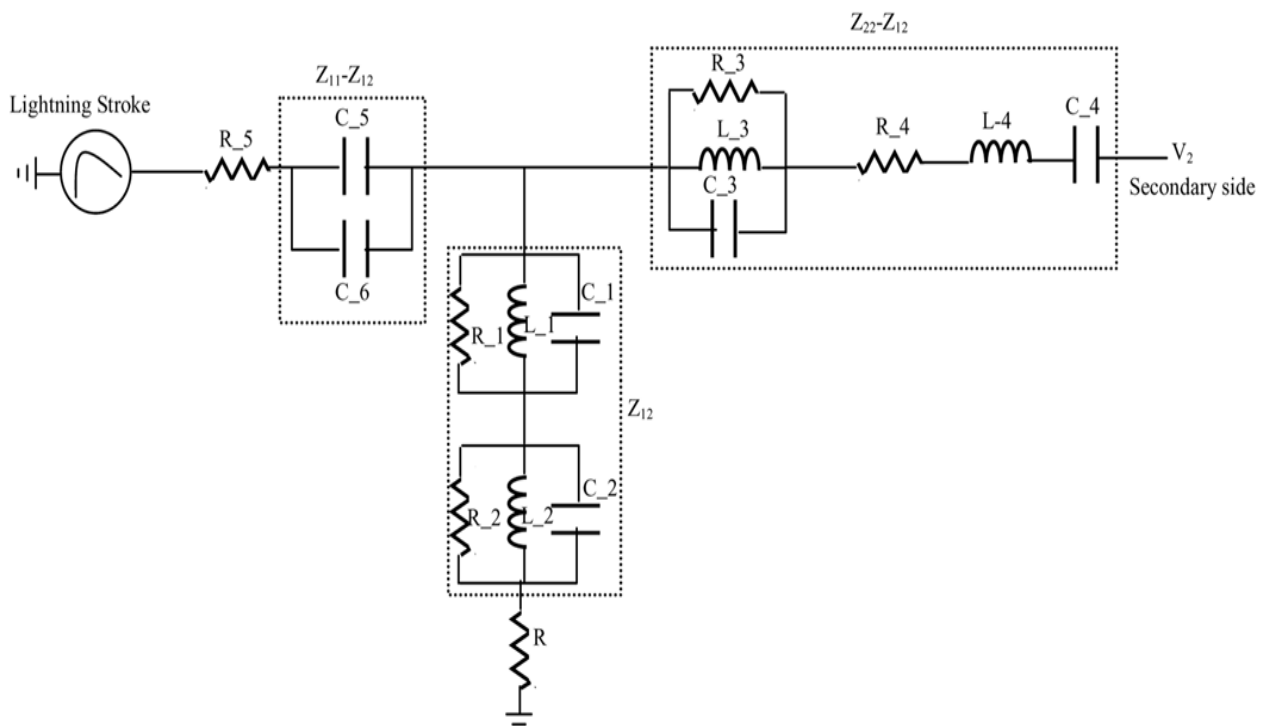 Z22-Z12
R_3
Z11-Z12
Lightning Stroke
C_5
R_5
L_3
R_4
L-4
C_4
V2
C_3
Secondary side
C_6
C_1
R_1
L_1
Z12
C_2
R_2
L_2
R